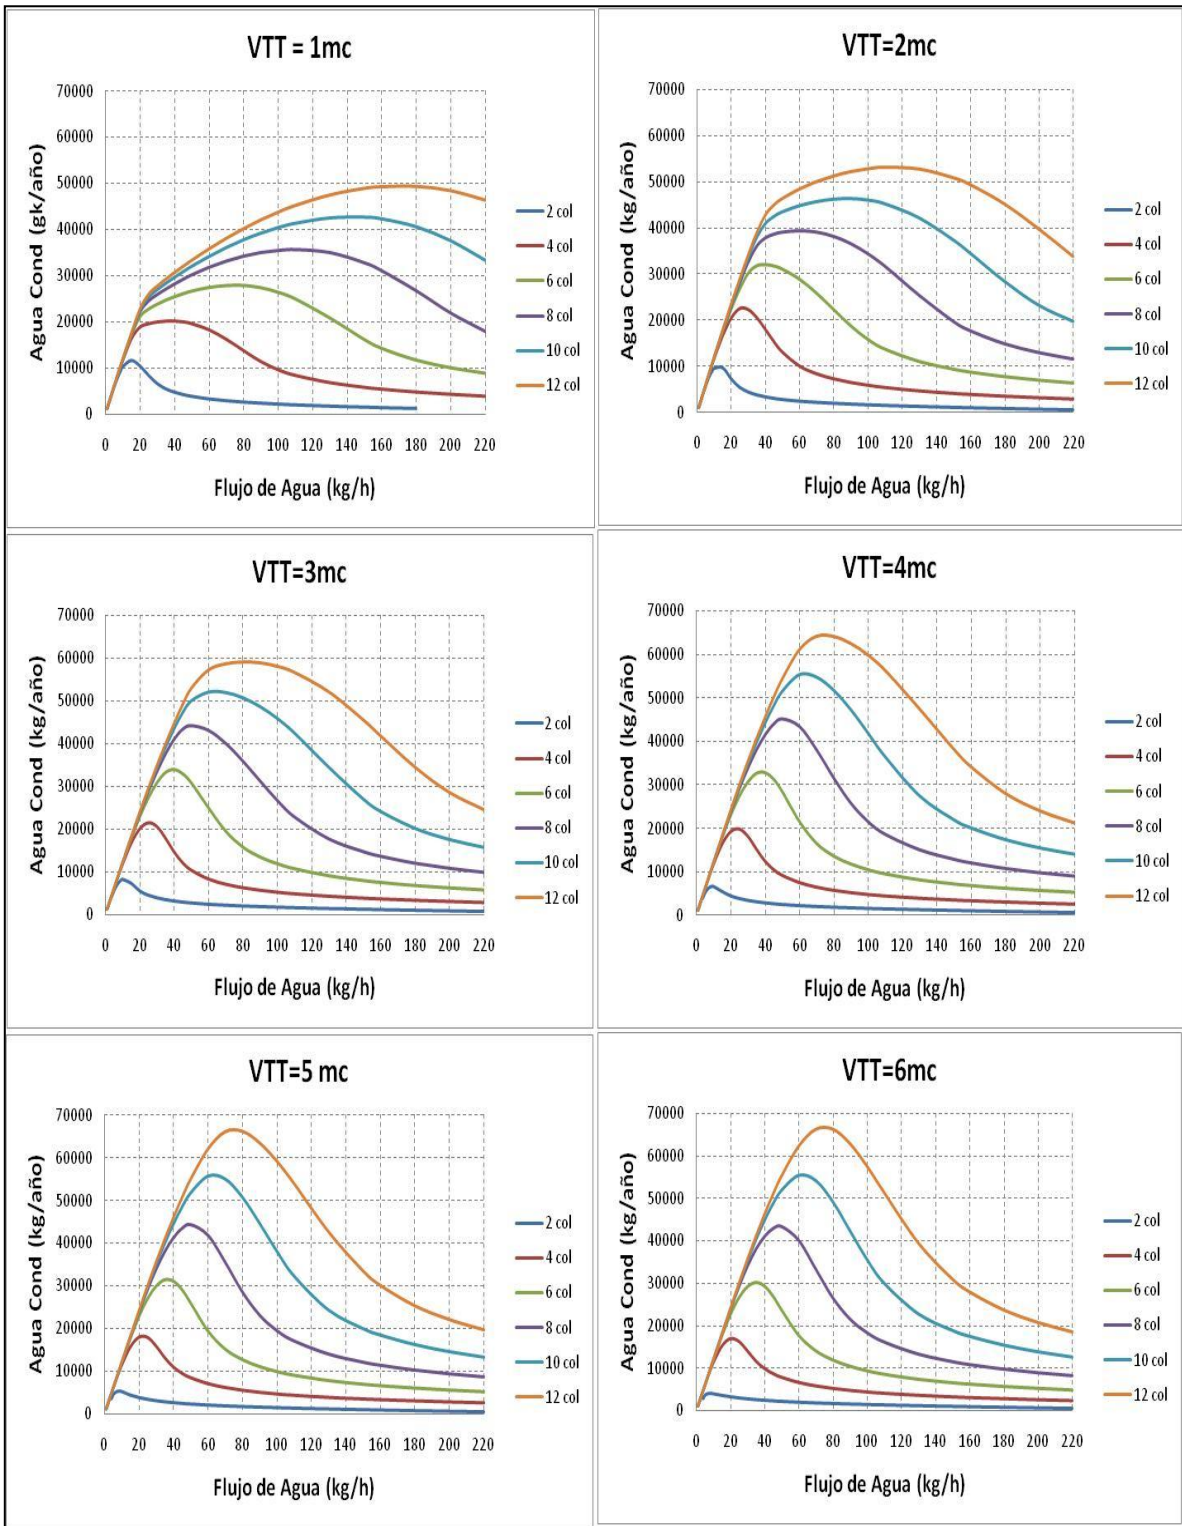 VTT = 1mc
Agua Cond (gk/año)
70000
60000
50000
40000
30000
20000
10000
0
0 20 40 60 80 100 120 140 160 180 200 220
Flujo de Agua (kg/h)
2 col
4 col
6 col
8 col
10 col
12 col
VTT=2mc
Agua Cond (kg/año)
70000
60000
50000
40000
30000
20000
10000
0
0 20 40 60 80 100 120 140 160 180 200 220
Flujo de Agua (kg/h)
2 col
4 col
6 col
8 col
10 col
12 col
VTT=3mc
Agua Cond (kg/año)
70000
60000
50000
40000
30000
20000
10000
0
0 20 40 60 80 100 120 140 160 180 200 220
Flujo de Agua (kg/h)
2 col
4 col
6 col
8 col
10 col
12 col
VTT=4mc
Agua Cond (kg/año)
70000
60000
50000
40000
30000
20000
10000
0
0 20 40 60 80 100 120 140 160 180 200 220
Flujo de Agua (kg/h)
2 col
4 col
6 col
8 col
10 col
12 col
VTT=5 mc
Agua Cond (kg/año)
70000
60000
50000
40000
30000
20000
10000
0
0 20 40 60 80 100 120 140 160 180 200 220
Flujo de Agua (kg/h)
2 col
4 col
6 col
8 col
10 col
12 col
VTT=6mc
Agua Cond (kg/año)
70000
60000
50000
40000
30000
20000
10000
0
0 20 40 60 80 100 120 140 160 180 200 220
Flujo de Agua (kg/h)
2 col
4 col
6 col
8 col
10 col
12 col